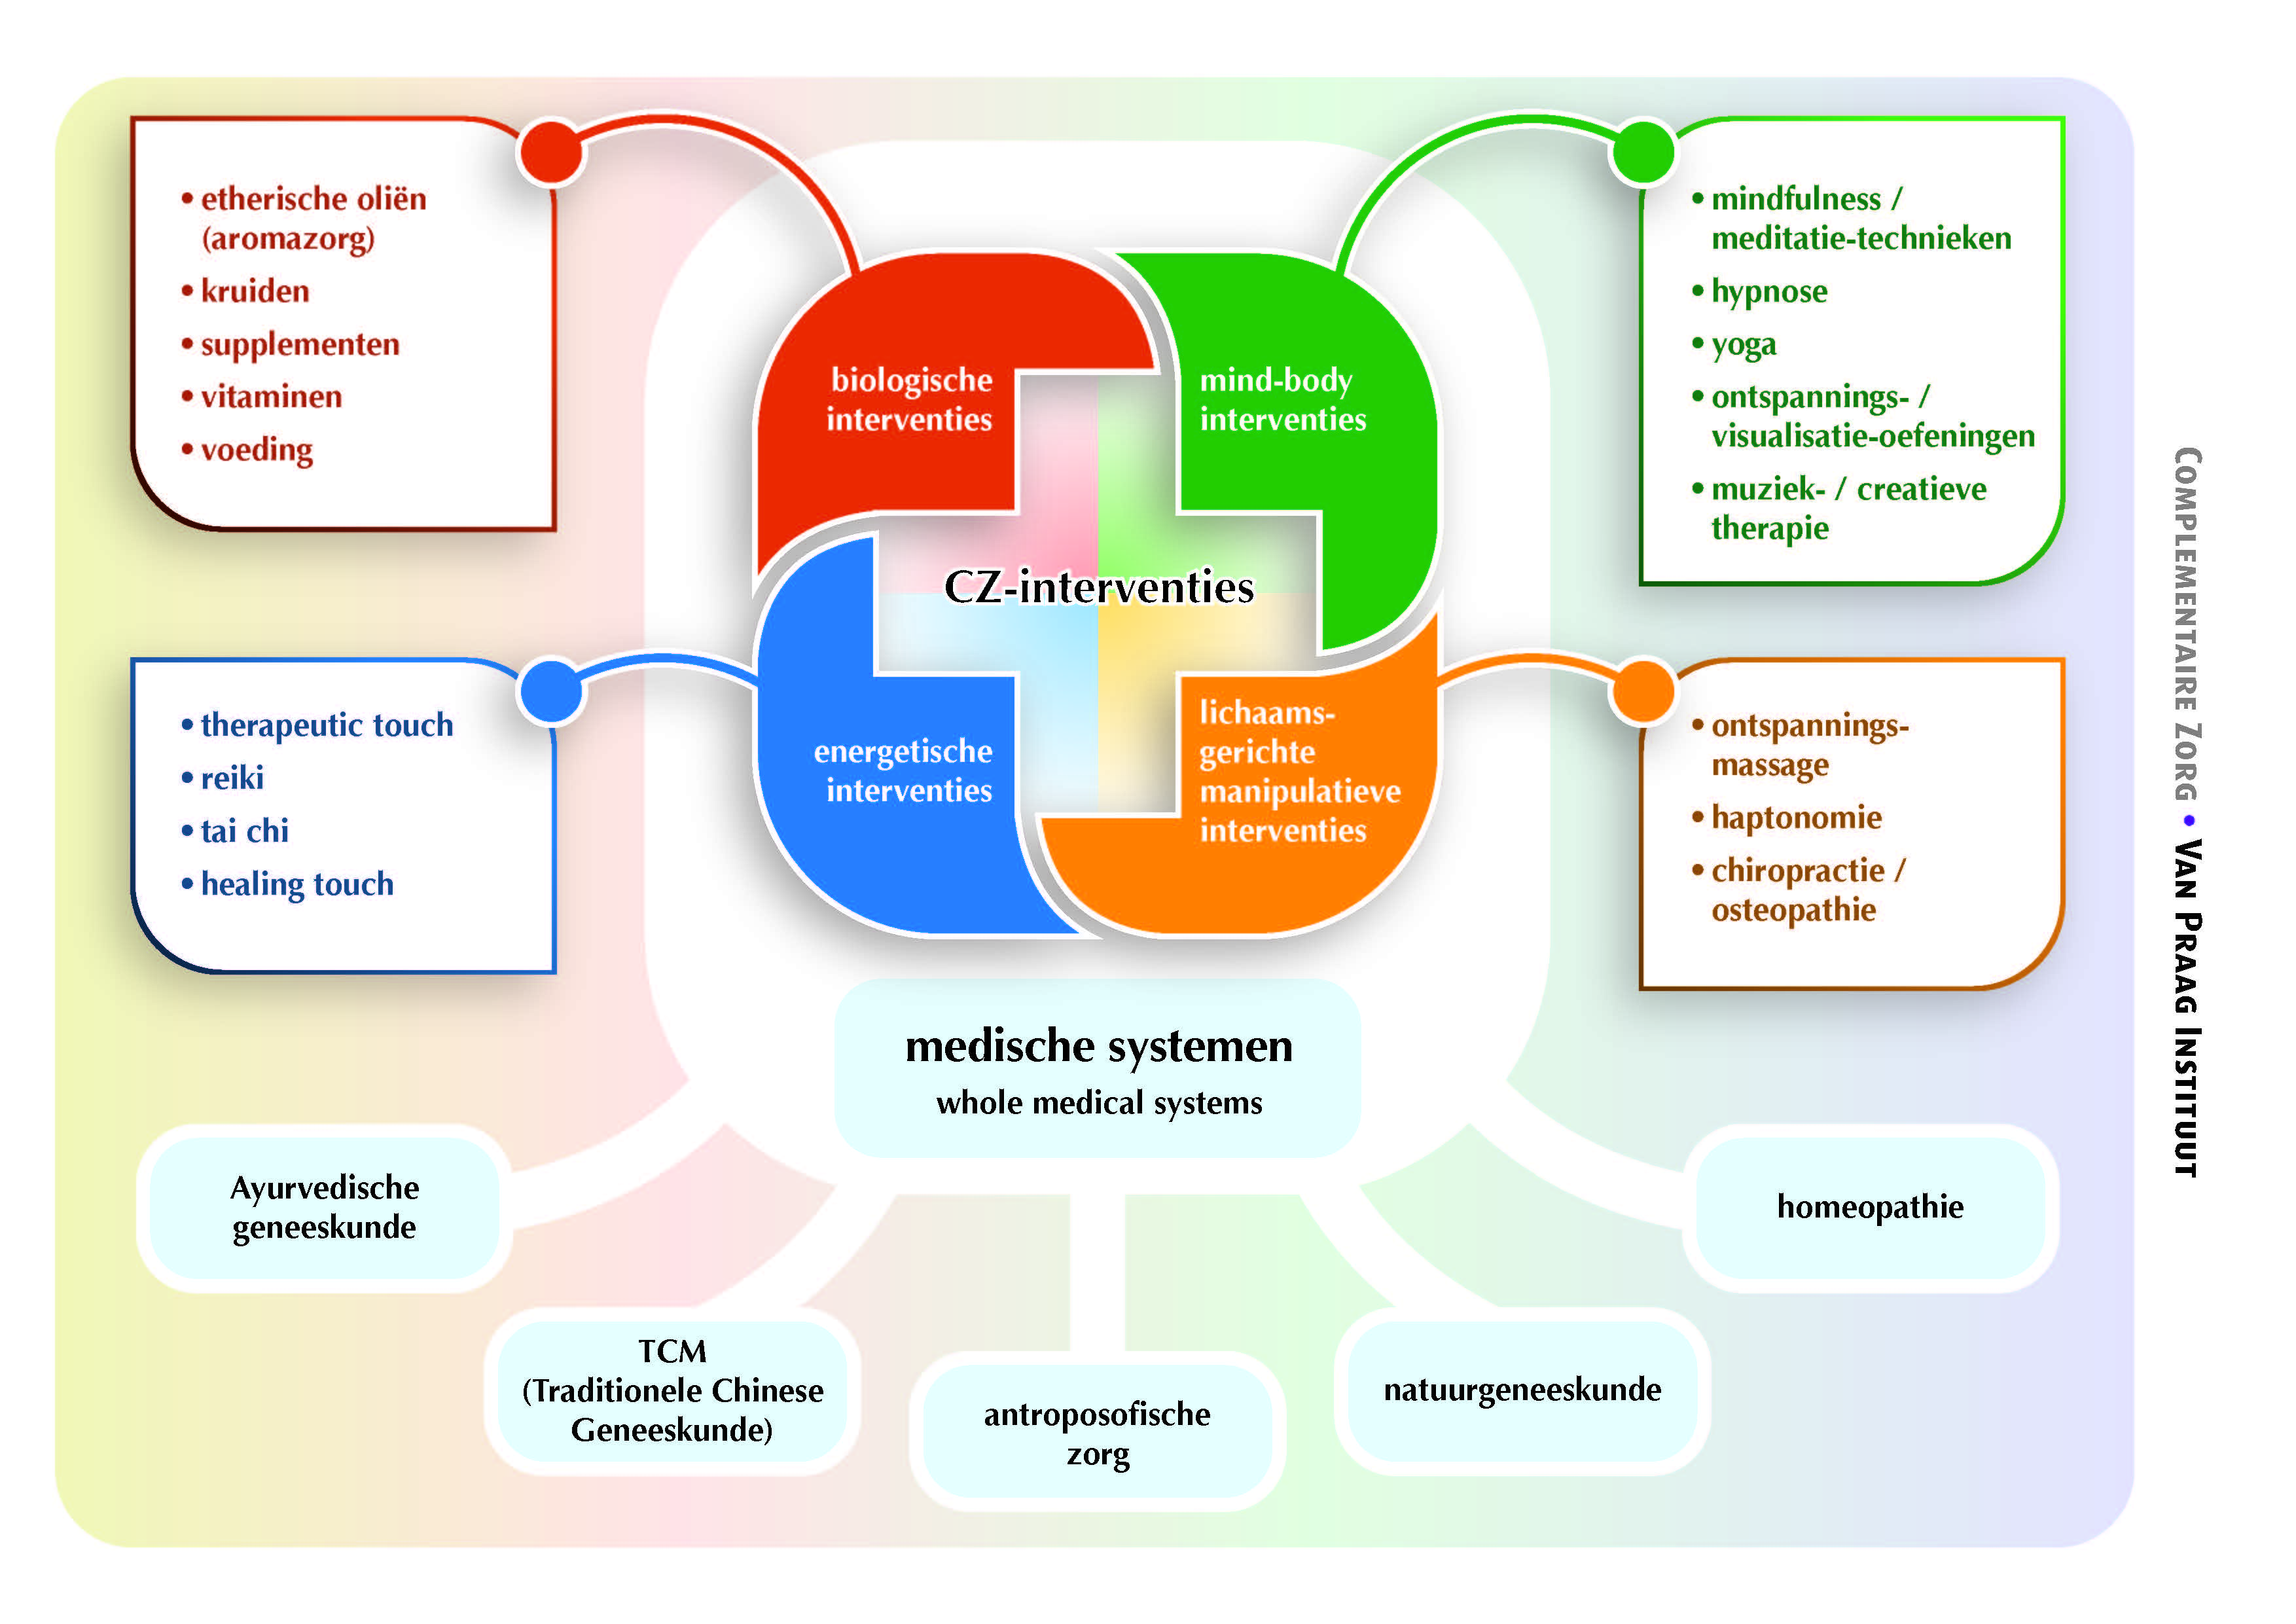 • etherische oliën
(aromazorg)
• kruiden
• supplementen
• vitaminen
• voeding
• mindfulness /
meditatie-technieken
• hypnose
• yoga
• ontspannings- /
visualisatie-oefeningen
• muziek- / creatieve
therapie
biologische
interventies
mind-body
interventies
CZ-interventies
energetische
interventies
lichaams-
gerichte
manipulatieve
interventies
• therapeutic touch
• reiki
• tai chi
• healing touch
• ontspannings-
massage
• haptonomie
• chiropractie /
osteopathie
medische systemen
whole medical systems
Ayurvedische
geneeskunde
TCM
(Traditionele Chinese
Geneeskunde)
antroposofische
zorg
natuurgeneeskunde
homeopathie
Complementaire Zorg • Van Praag Instituut